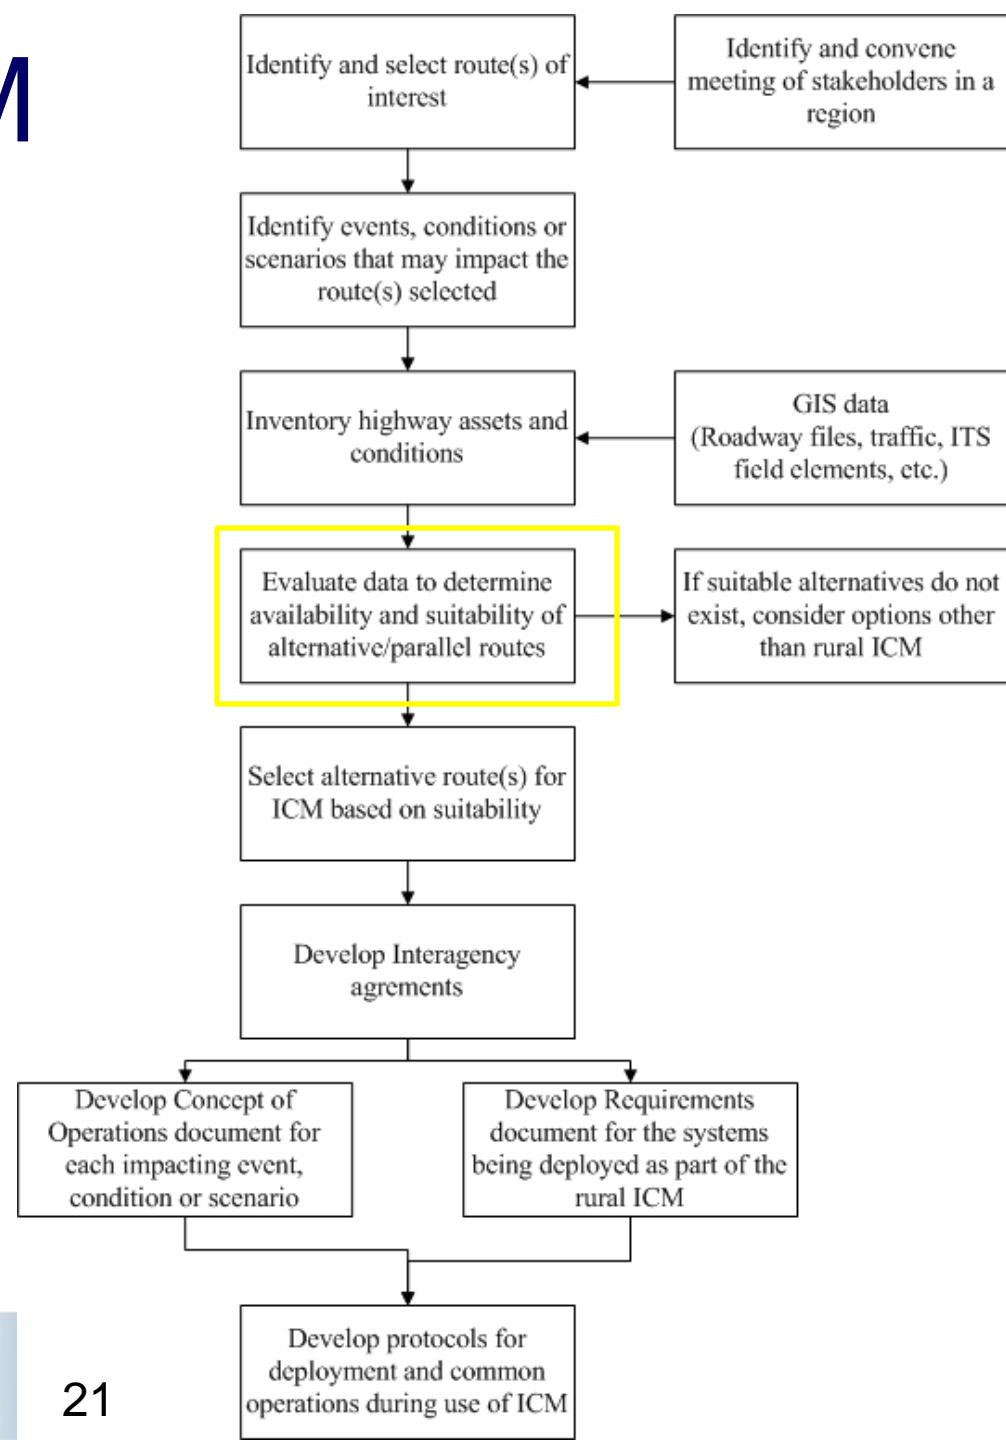 M
Identify and select route(s) of
interest
Identify and convene
meeting of stakeholders in a
region
Identify events, conditions or
scenarios that may impact the
route(s) selected
Inventory highway assets and
conditions
GIS data
(Roadway files, traffic, ITS
field elements, etc.)
Evaluate data to determine
availability and suitability of
alternative/parallel routes
If suitable alternatives do not
exist, consider options other
than rural ICM
Select alternative route(s) for
ICM based on suitability
Develop Interagency
agrements
Develop Concept of
Operations document for
each impacting event,
condition or scenario
Develop Requirements
document for the systems
being deployed as part of the
rural ICM
Develop protocols for
deployment and common
operations during use of ICM
21